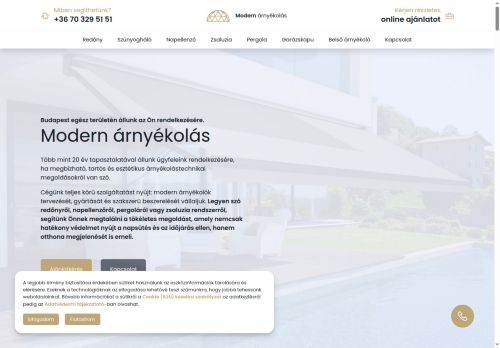 Miben segíthetünk?
+36 70 329 51 51
Modern árnyékolás
Kérjen részletes
online ajánlatot
Redőny Szúnyogháló Napellenző Zsaluzia Pergola Garázskapu Belső árnyékoló Kapcsolat
Budapest egész területén állunk az Ön rendelkezésére.
Modern árnyékolás
Több mint 20 év tapasztalatával állunk ügyfeleink rendelkezésére,
ha megbízható, tartós és esztétikus árnyékolástechnikai
megoldásokról van szó.
Cégünk teljes körű szolgáltatást nyújt: modern árnyékolók
tervezését, gyártását és szakszerű beszerelését vállaljuk. Legyen szó
redőnyről, napellenzőről, pergoláról vagy zsaluzia rendszerről,
segítünk Önnek megtalálni a tökéletes megoldást, amely nemcsak
hatékony védelmet nyújt a napsütés és az időjárás ellen, hanem
otthona megjelenését is emeli.
Ajánlatkérés Kapcsolat
A legjobb élmény biztosítása érdekében sütiket használunk az eszközinformációk tárolására és
elérésére. Ezeknek a technológiáknak az elfogadása lehetővé teszi számunkra, hogy jobbá tehessünk
weboldalainkat. Bővebb információkat a sütikről a Cookie (Süti) kezelési szabályzat az adatkezelésről
pedig az Adatvédelmi tájékoztató-ban olvashat.
Elfogadom Elutasítom